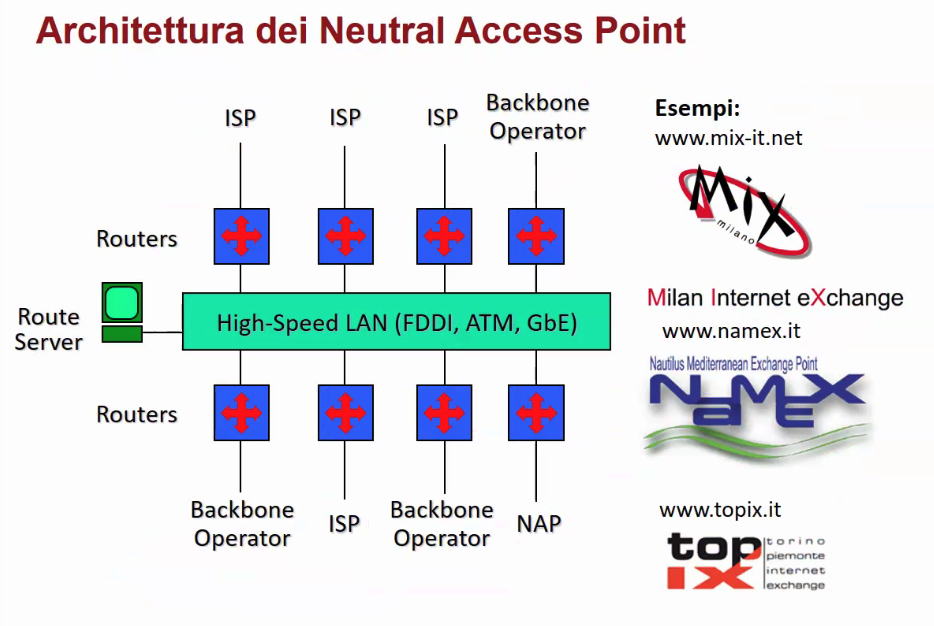 Architettura dei Neutral Access Point
ISP
ISP
ISP
Backbone
Operator
Routers
Route
Server
High-Speed LAN (FDDI, ATM, GbE)
Routers
Backbone
Operator
ISP
Backbone
Operator
NAP
Esempi:
www.mix-it.net
MiX
milano
Milan Internet eXchange
www.namex.it
Nautilus Mediterranean Exchange Point
NaMEX
www.topix.it
top
IX
torino
piemonte
internet
exchange